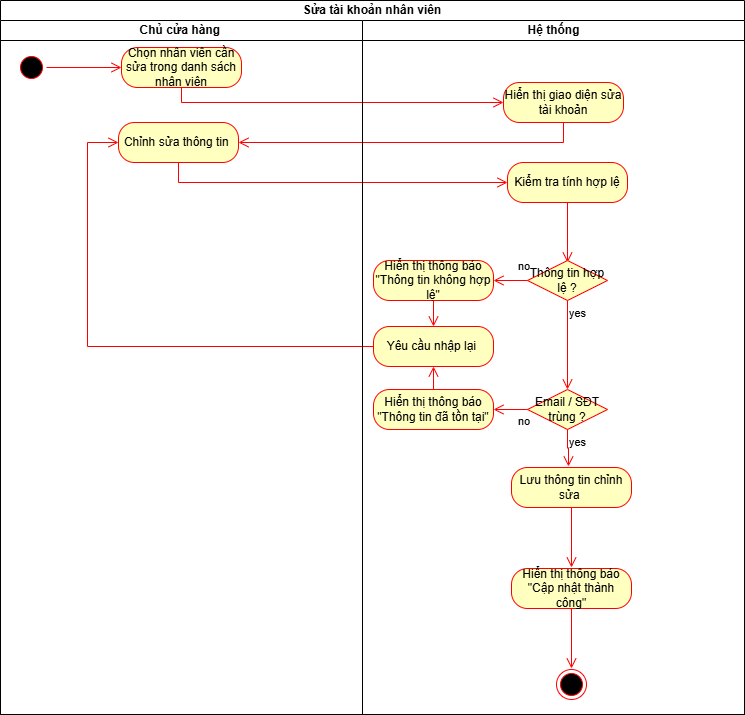 Sửa tài khoản nhân viên
Chủ cửa hàng
Hệ thống
Chọn nhân viên cần
sửa trong danh sách
nhân viên
Hiển thị giao diện sửa
tài khoản
Chỉnh sửa thông tin
Kiểm tra tính hợp lệ
Hiển thị thông báo
"Thông tin không hợp
lệ"
no
Thông tin hợp
lệ ?
yes
Yêu cầu nhập lại
Hiển thị thông báo
"Thông tin đã tồn tại"
no
Email / SĐT
trùng ?
yes
Lưu thông tin chỉnh
sửa
Hiển thị thông báo
"Cập nhật thành
công"